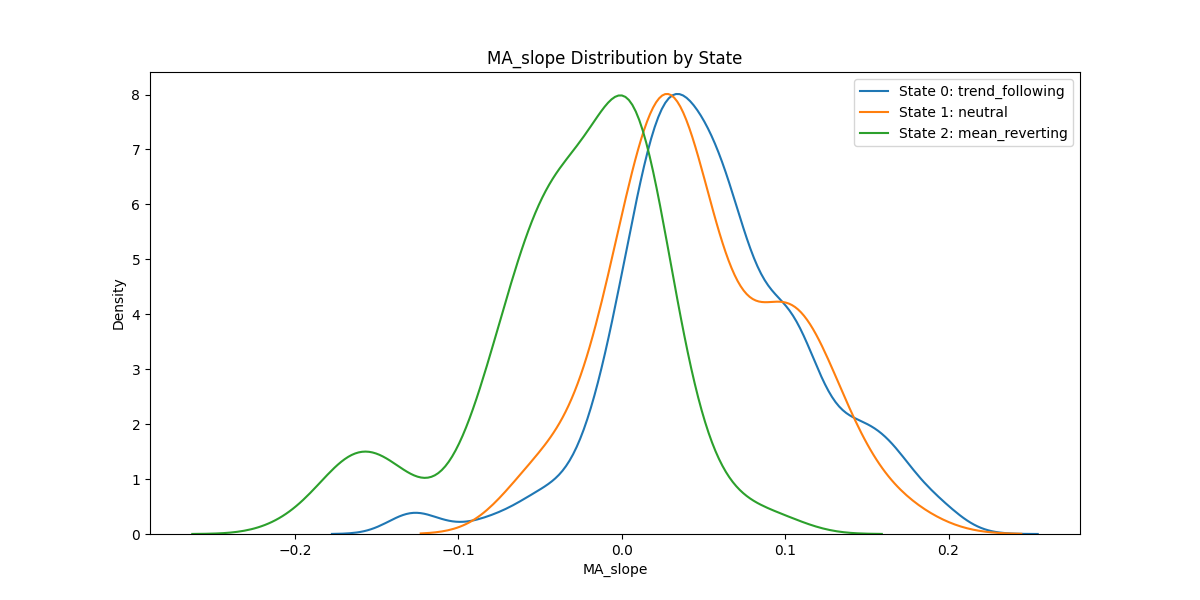 MA_slope Distribution by State
State 0: trend_following
State 1: neutral
State 2: mean_reverting
Density
8
7
6
5
4
3
2
1
0
−0.2
−0.1
0.0
0.1
0.2
MA_slope